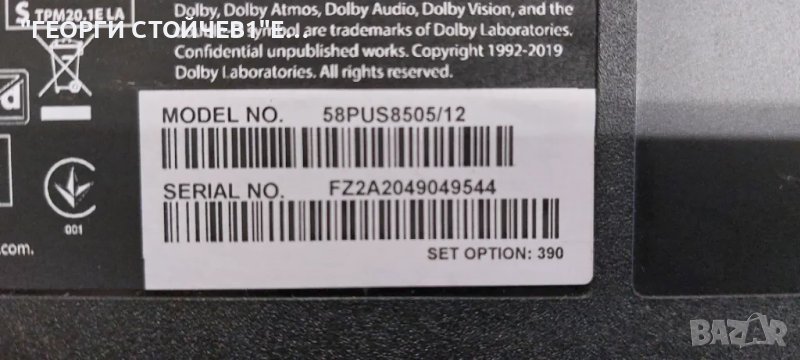 S TPM20.1E LA
"ГЕОРГИ СТОЙЧЕВ1"Е...
Dolby, Dolby Atmos, Dolby Audio, Dolby Vision, and the
Symbol are trademarks of Dolby Laboratories.
Confidential unpublished works. Copyright 1992-2019
Dolby Laboratories. All rights reserved.
MODEL NO. 58PUS8505/12
SERIAL NO. FZ2A2049049544
001
.com.
SET OPTION: 390
BAZAR